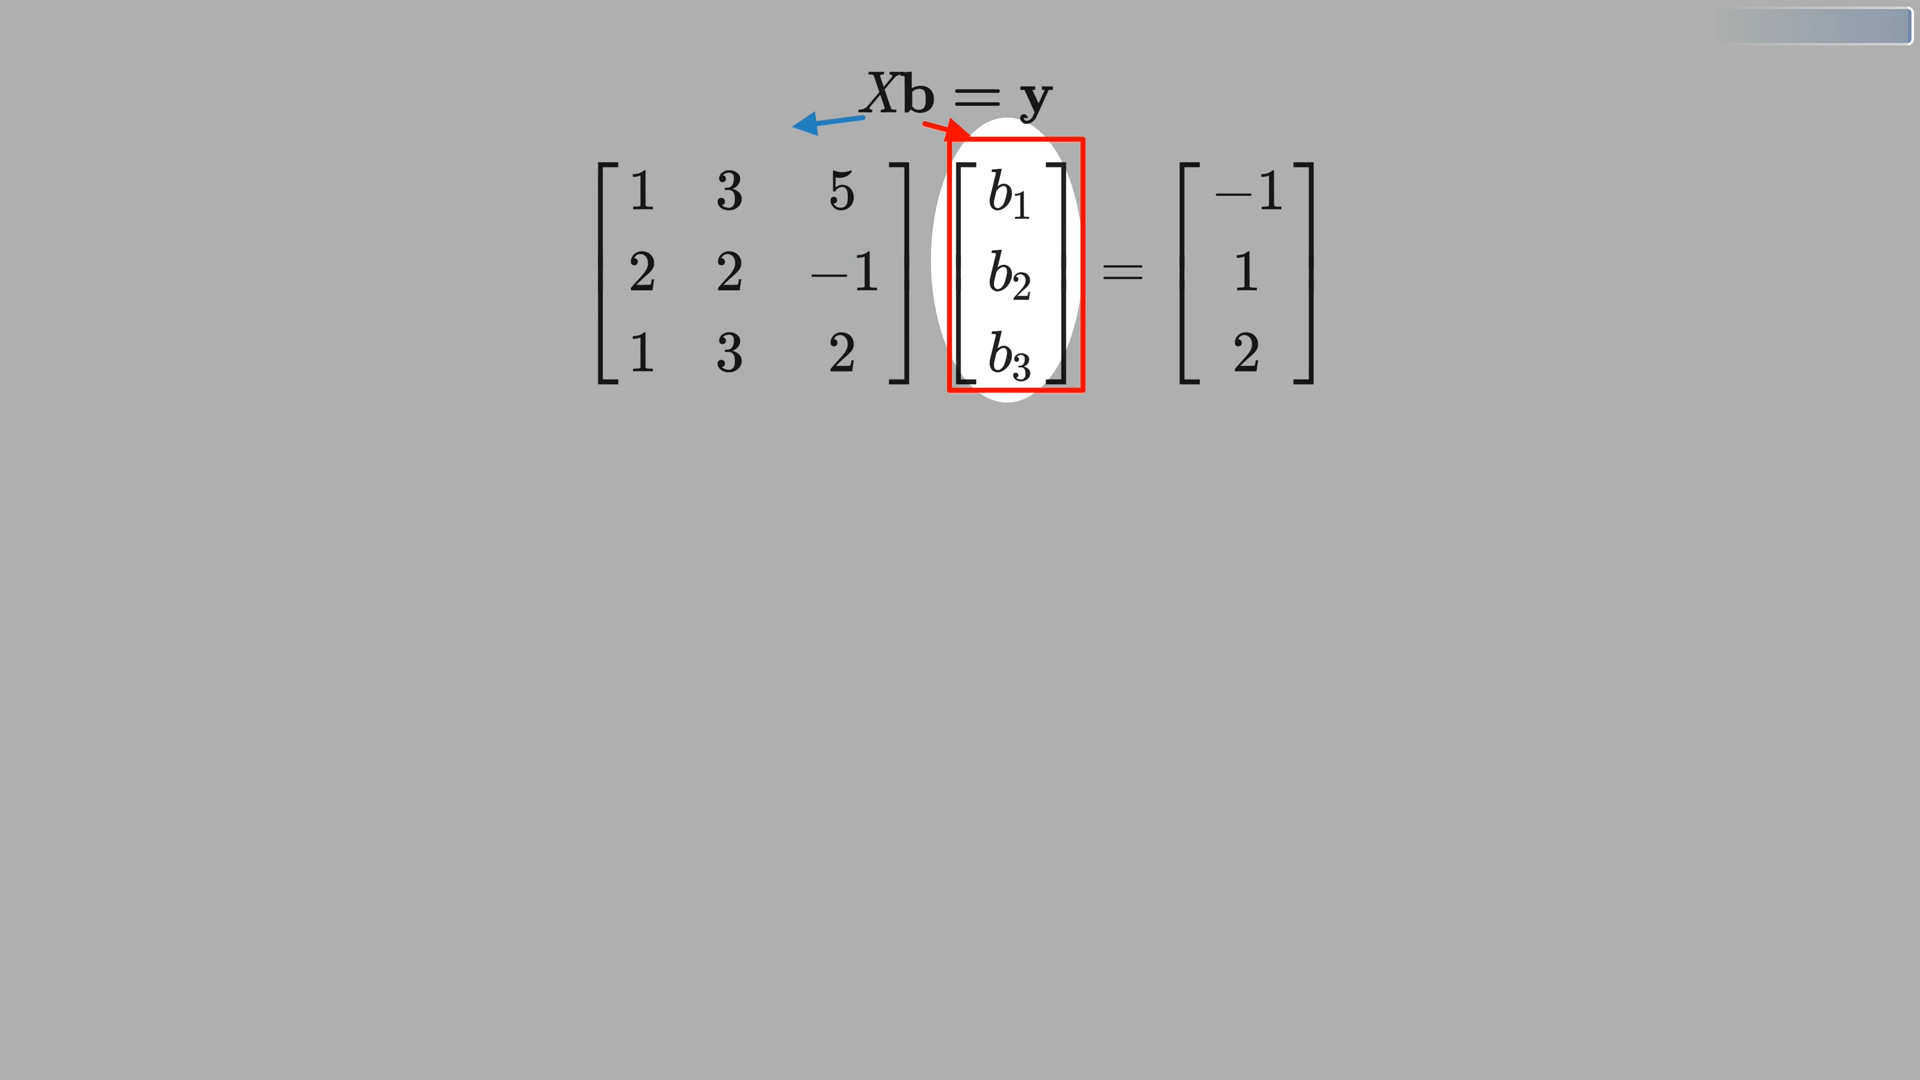 Xb = y
1 3 5 b1 −1
2 2 −1 b2 = 1
1 3 2 b3 2